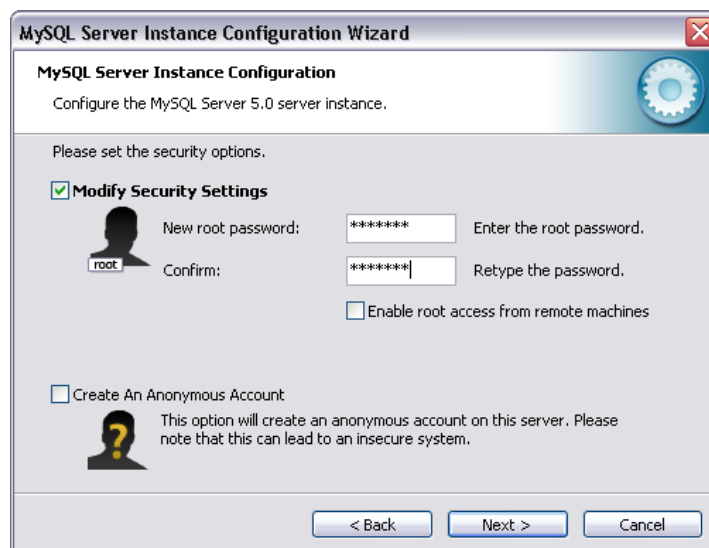 MySQL Server Instance Configuration Wizard
MySQL Server Instance Configuration
Configure the MySQL Server 5.0 server instance.
Please set the security options.
Modify Security Settings
New root password: ******* Enter the root password.
root
Confirm: ******* Retype the password.
Enable root access from remote machines
Create An Anonymous Account
?
This option will create an anonymous account on this server. Please
note that this can lead to an insecure system.
< Back Next > Cancel